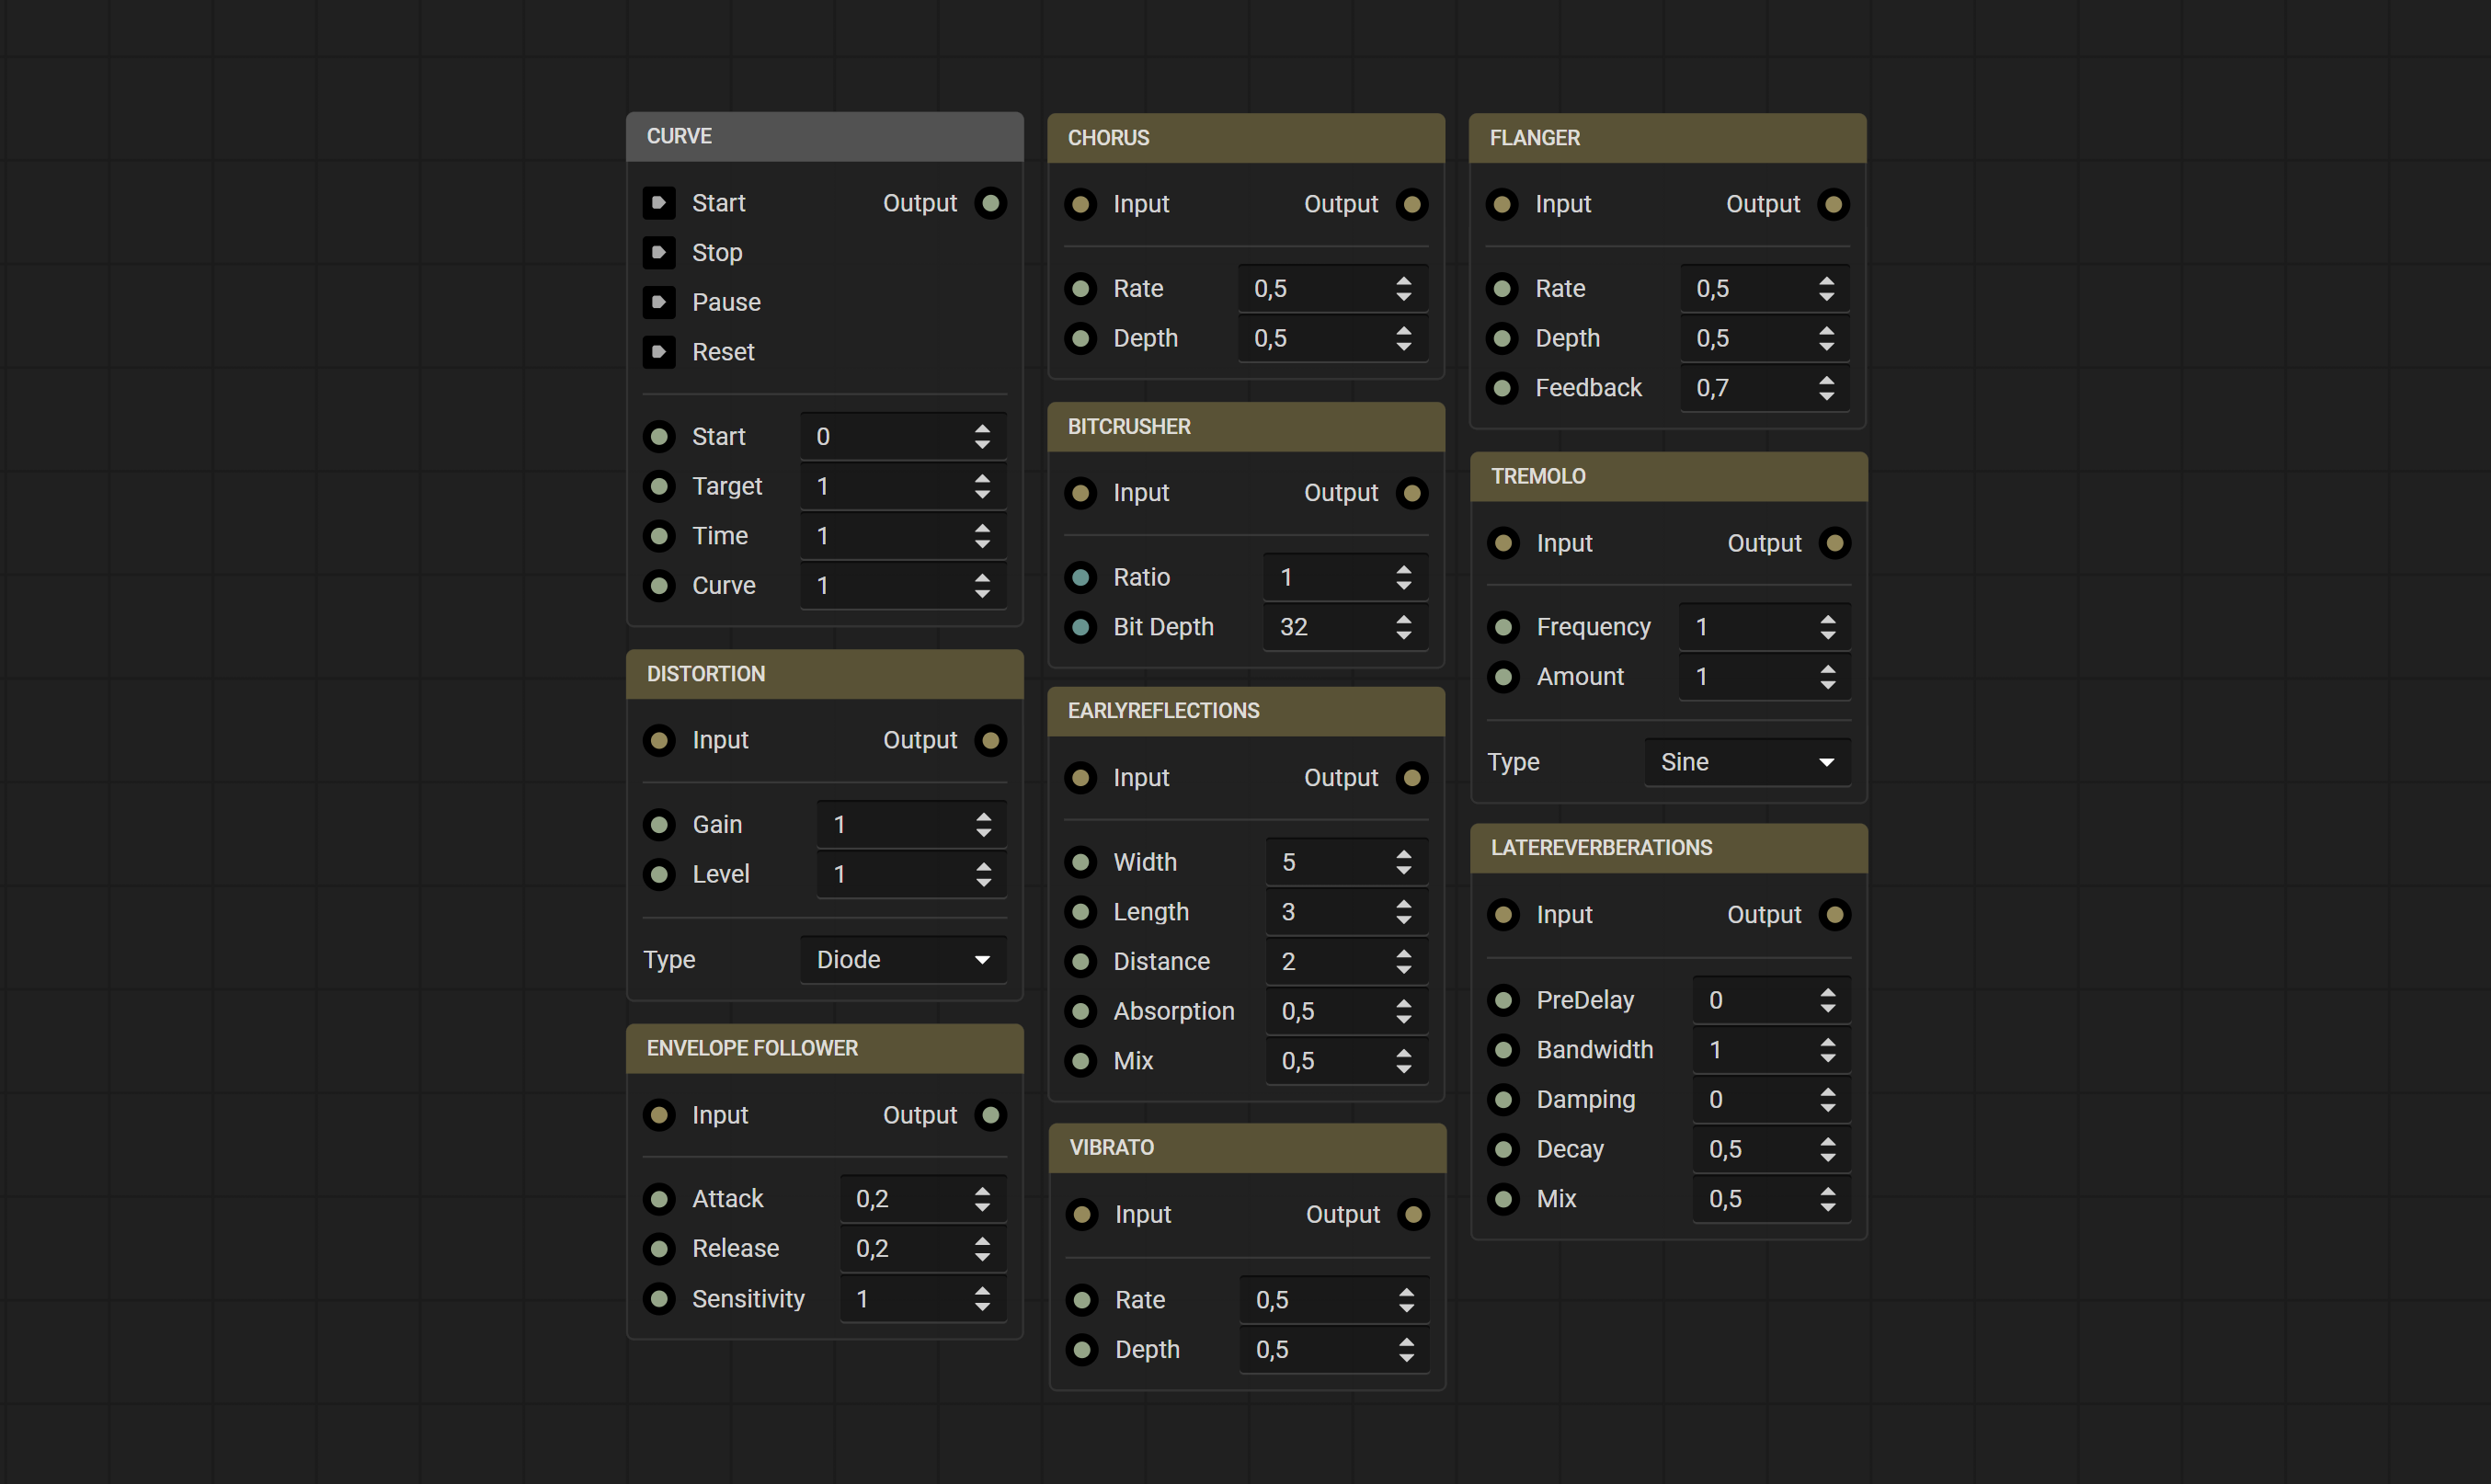 CURVE
Start Output
Stop
Pause
Reset
Start 0
Target 1
Time 1
Curve 1
DISTORTION
Input Output
Gain 1
Level 1
Type Diode
ENVELOPE FOLLOWER
Input Output
Attack 0,2
Release 0,2
Sensitivity 1
CHORUS
Input Output
Rate 0,5
Depth 0,5
BITCRUSHER
Input Output
Ratio 1
Bit Depth 32
EARLYREFLECTIONS
Input Output
Width 5
Length 3
Distance 2
Absorption 0,5
Mix 0,5
VIBRATO
Input Output
Rate 0,5
Depth 0,5
FLANGER
Input Output
Rate 0,5
Depth 0,5
Feedback 0,7
TREMOLO
Input Output
Frequency 1
Amount 1
Type Sine
LATEREVERBERATIONS
Input Output
PreDelay 0
Bandwidth 1
Damping 0
Decay 0,5
Mix 0,5